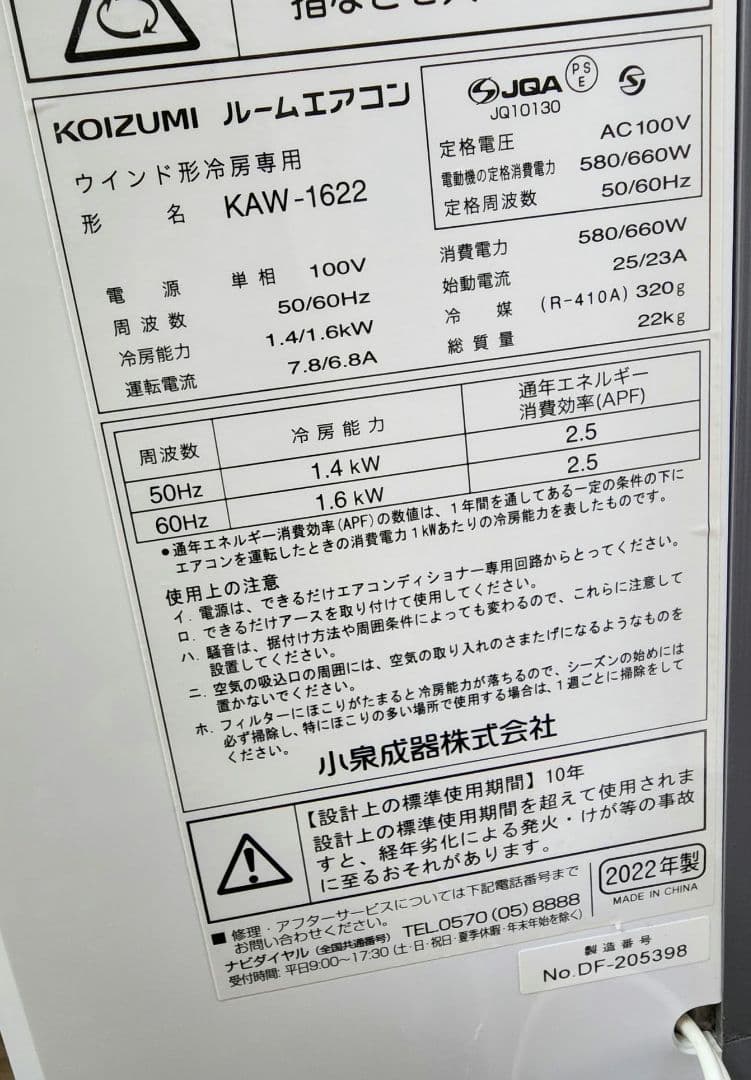 KOIZUMI ルームエアコン
ウインド形冷房専用
形 名 KAW-1622
JQA PS E
JQ10130
定格電圧 AC100V
電動機の定格消費電力 580/660W
定格周波数 50/60Hz
電 源 単相 100V
周波数 50/60Hz
冷房能力 1.4/1.6kW
運転電流 7.8/6.8A
消費電力 580/660W
始動電流 25/23A
冷 媒 (R-410A) 320g
総質量 22kg
周波数 冷房能力 通年エネルギー
消費効率(APF)
50Hz 1.4 kW 2.5
60Hz 1.6 kW 2.5
●通年エネルギー消費効率(APF)の数値は、1年間を通してある一定の条件の下に
エアコンを運転したときの消費電力1kWあたりの冷房能力を表したものです。
使用上の注意
イ. 電源は、できるだけエアコンディショナー専用回路からとってください。
ロ. できるだけアースを取り付けて使用してください。
ハ. 騒音は、据付け方法や周囲条件によっても変わるので、これらに注意して
設置してください。
ニ. 空気の吸込口の周囲には、空気の取り入れのさまたげになるようなものを
置かないでください。
ホ. フィルターにほこりがたまると冷房能力が落ちるので、シーズンの始めには
必ず掃除し、特にほこりの多い場所で使用する場合は、1週ごとに掃除をして
ください。
小泉成器株式会社
【設計上の標準使用期間】10年
設計上の標準使用期間を超えて使用されま
すと、経年劣化による発火・けが等の事故
に至るおそれがあります。
■ 修理・アフターサービスについては下記電話番号まで
お問い合わせください。
ナビダイヤル (全国共通番号) TEL.0570 (05) 8888
受付時間: 平日9:00〜17:30 (土・日・祝日・夏季休暇・年末年始を除く)
2022年製
MADE IN CHINA
製造番号
No.DF-205398